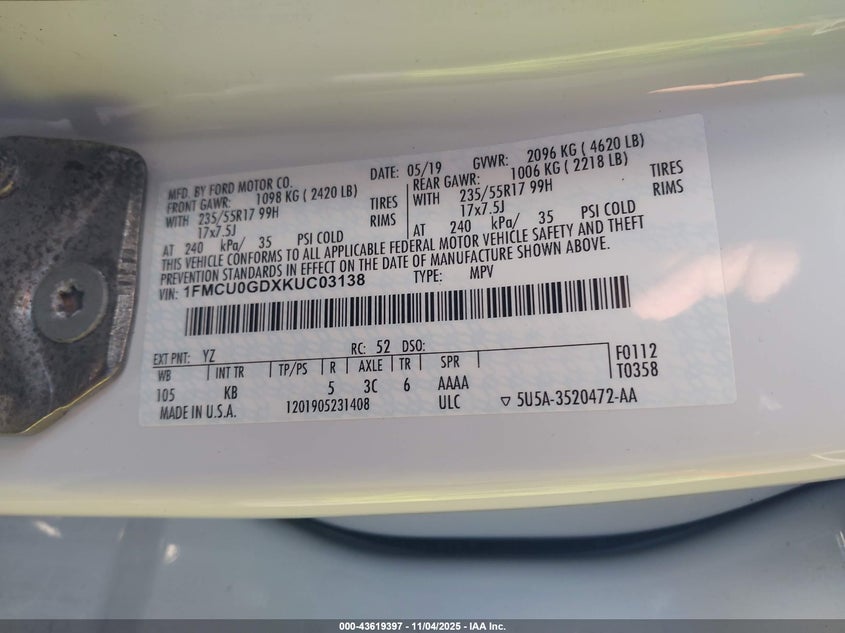 MFD. BY FORD MOTOR CO. DATE: 05/19 GVWR: 2096 KG ( 4620 LB)
FRONT GAWR: 1098 KG ( 2420 LB) REAR GAWR: 1006 KG ( 2218 LB)
WITH 235/55R17 99H TIRES WITH 235/55R17 99H TIRES
17x7.5J RIMS 17x7.5J RIMS
AT 240 kPa/ 35 PSI COLD AT 240 kPa/ 35 PSI COLD
THIS VEHICLE CONFORMS TO ALL APPLICABLE FEDERAL MOTOR VEHICLE SAFETY AND THEFT
PREVENTION STANDARDS IN EFFECT ON THE DATE OF MANUFACTURE SHOWN ABOVE.
VIN: 1FMCU0GDXKUC03138 TYPE: MPV
EXT PNT: YZ RC: 52 DSO: F0112
WB INT TR TP/PS R AXLE TR SPR T0358
105 KB 5 3C 6 AAAA
MADE IN U.S.A. 1201905231408 ULC ▽ 5U5A-3520472-AA
000-43619397 - 11/04/2025 - IAA Inc.